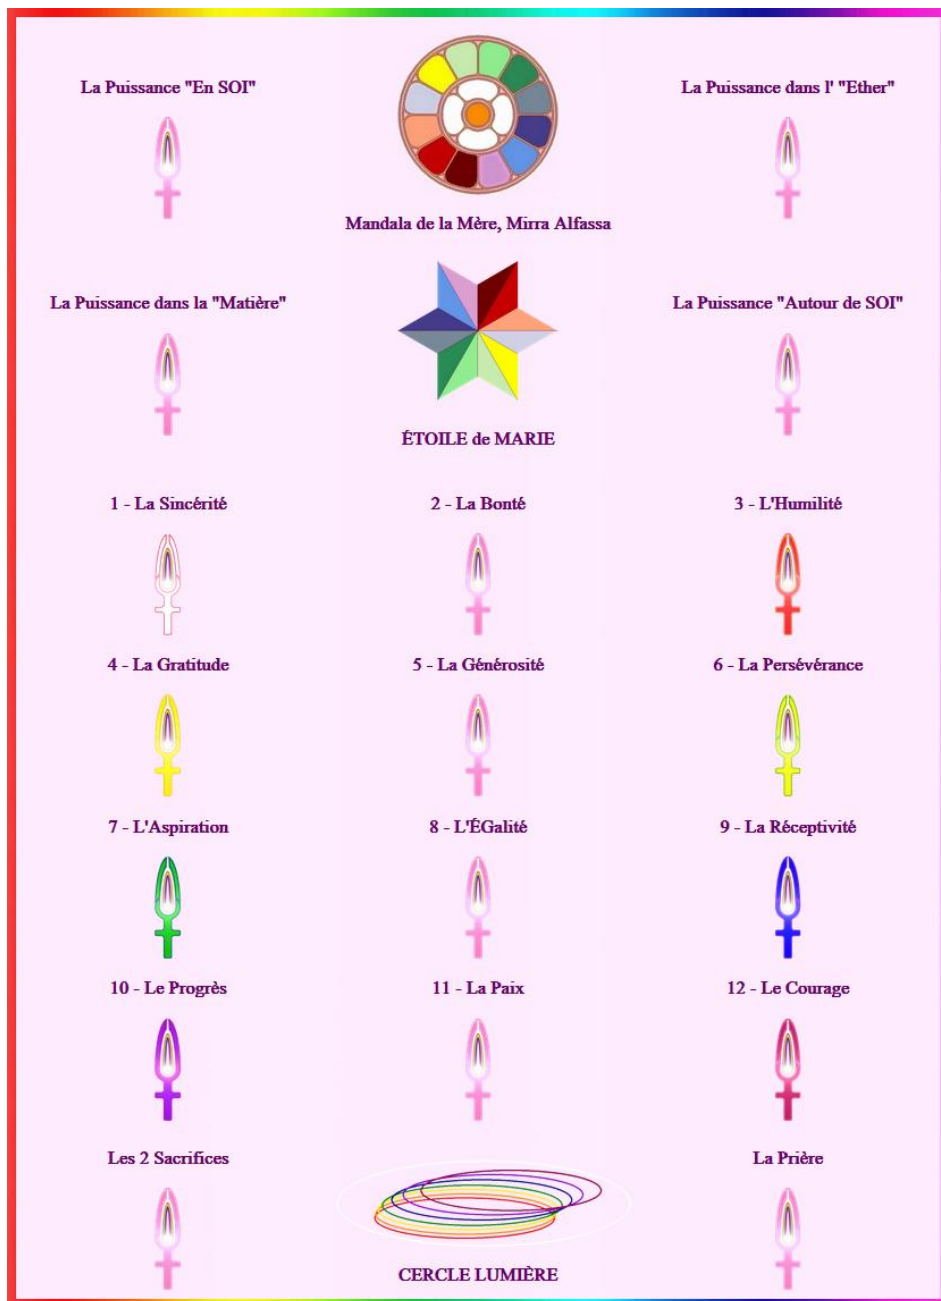 La Puissance "En SOI"
La Puissance dans l' "Ether"
Mandala de la Mère, Mirra Alfassa
La Puissance dans la "Matière"
La Puissance "Autour de SOI"
ÉTOILE de MARIE
1 - La Sincérité
2 - La Bonté
3 - L'Humilité
4 - La Gratitude
5 - La Générosité
6 - La Persévérance
7 - L'Aspiration
8 - L'ÉGalité
9 - La Réceptivité
10 - Le Progrès
11 - La Paix
12 - Le Courage
Les 2 Sacrifices
La Prière
CERCLE LUMIÈRE